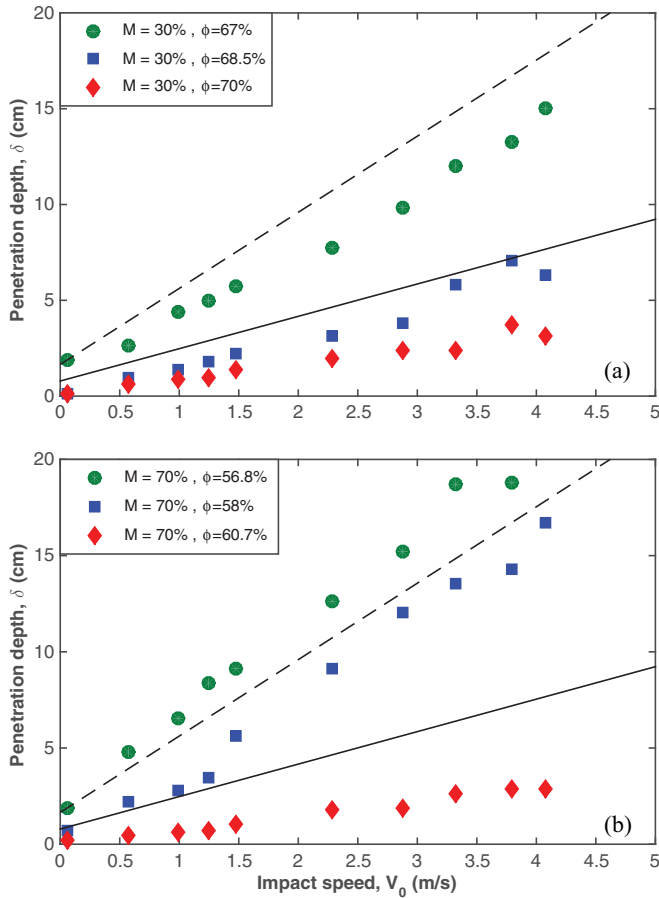 20
15
10
5
0
Penetration depth, δ (cm)
M = 30% , ϕ=67%
M = 30% , ϕ=68.5%
M = 30% , ϕ=70%
(a)
0 0.5 1 1.5 2 2.5 3 3.5 4 4.5 5
20
15
10
5
0
Penetration depth, δ (cm)
M = 70% , ϕ=56.8%
M = 70% , ϕ=58%
M = 70% , ϕ=60.7%
(b)
0 0.5 1 1.5 2 2.5 3 3.5 4 4.5 5
Impact speed, V₀ (m/s)